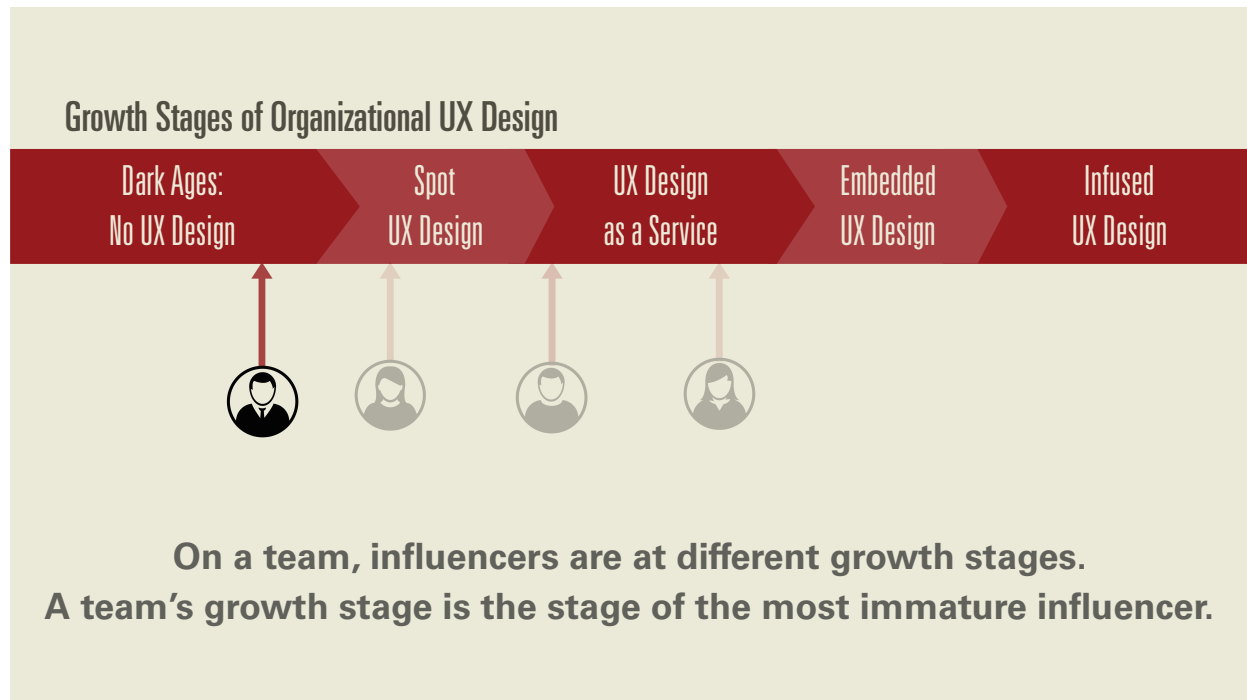 Growth Stages of Organizational UX Design
Dark Ages:
No UX Design
Spot
UX Design
UX Design
as a Service
Embedded
UX Design
Infused
UX Design
On a team, influencers are at different growth stages.
A team’s growth stage is the stage of the most immature influencer.